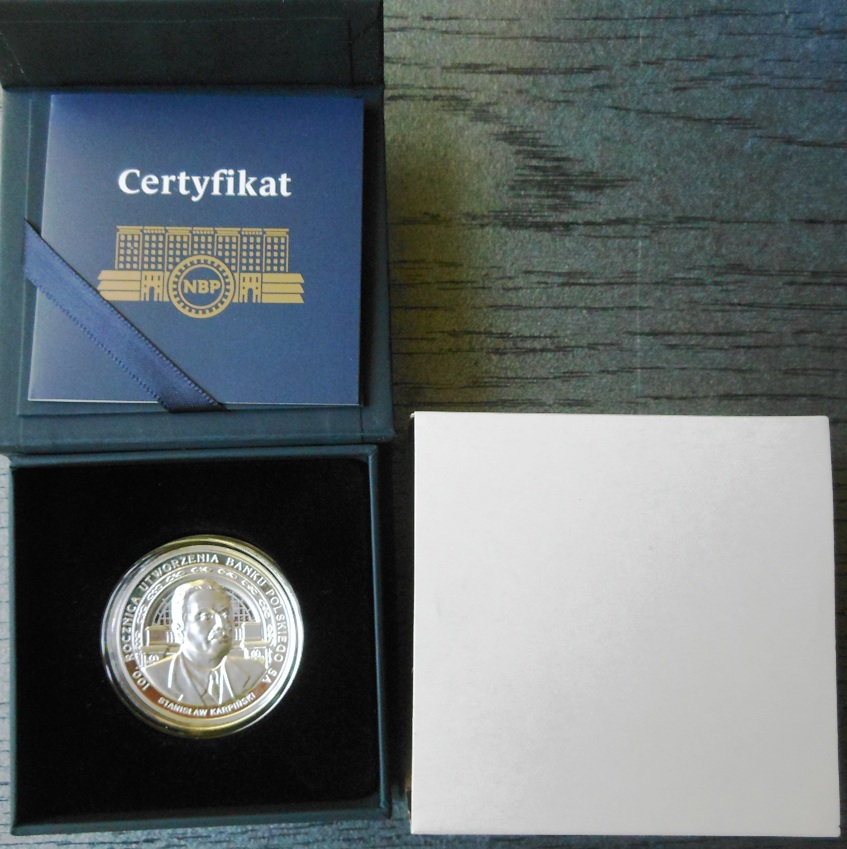 Certyfikat
NBP
100. ROCZNICA UTWORZENIA BANKU POLSKIEGO SA
STANISŁAW KARPIŃSKI